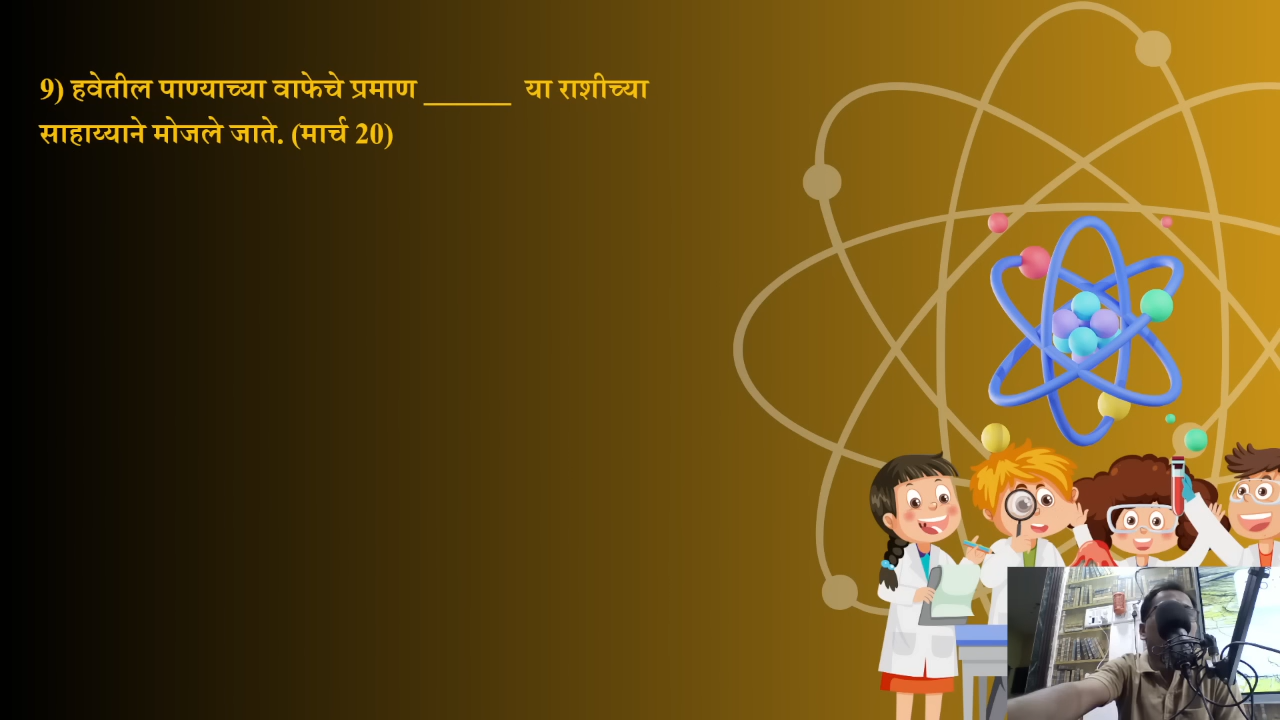 9) हवेतील पाण्याच्या वाफेचे प्रमाण ______ या राशीच्या
साहाय्याने मोजले जाते. (मार्च 20)